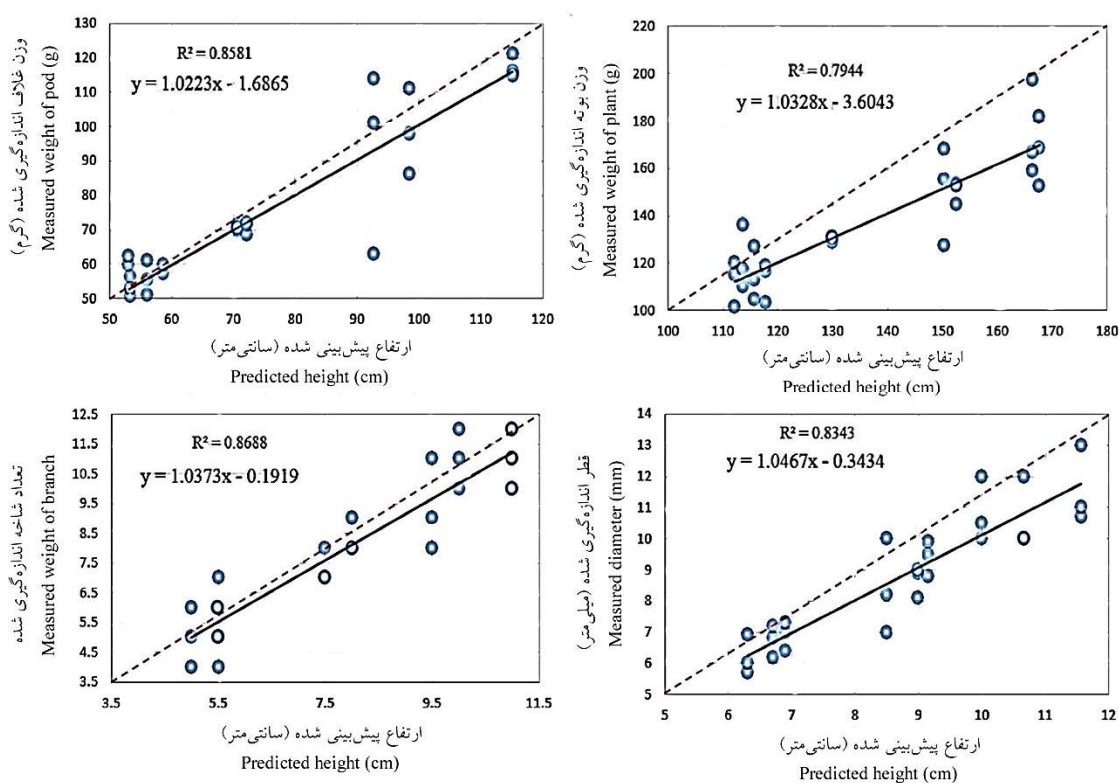 وزن غلاف اندازه‌گیری شده (گرم)
Measured weight of pod (g)
130
120
110
100
90
80
70
60
50
R² = 0.8581
y = 1.0223x - 1.6865
50 60 70 80 90 100 110 120
ارتفاع پیش‌بینی شده (سانتی‌متر)
Predicted height (cm)
وزن بوته اندازه‌گیری شده (گرم)
Measured weight of plant (g)
220
200
180
160
140
120
100
R² = 0.7944
y = 1.0328x - 3.6043
100 110 120 130 140 150 160 170 180
ارتفاع پیش‌بینی شده (سانتی‌متر)
Predicted height (cm)
تعداد شاخه اندازه‌گیری شده
Measured weight of branch
12.5
11.5
10.5
9.5
8.5
7.5
6.5
5.5
4.5
3.5
R² = 0.8688
y = 1.0373x - 0.1919
3.5 5.5 7.5 9.5 11.5
ارتفاع پیش‌بینی شده (سانتی‌متر)
Predicted height (cm)
قطر اندازه‌گیری شده (میلی‌متر)
Measured diameter (mm)
14
13
12
11
10
9
8
7
6
5
R² = 0.8343
y = 1.0467x - 0.3434
5 6 7 8 9 10 11 12
ارتفاع پیش‌بینی شده (سانتی‌متر)
Predicted height (cm)